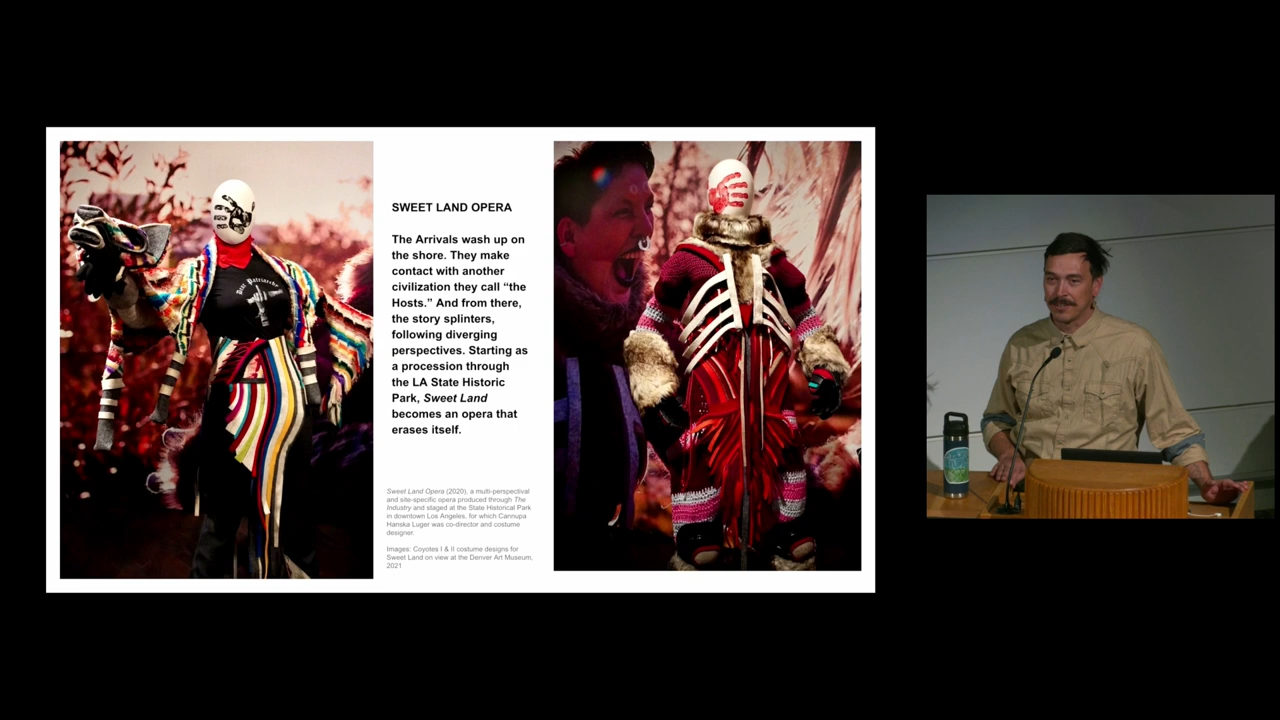 SWEET LAND OPERA
The Arrivals wash up on
the shore. They make
contact with another
civilization they call “the
Hosts.” And from there,
the story splinters,
following diverging
perspectives. Starting as
a procession through
the LA State Historic
Park, Sweet Land
becomes an opera that
erases itself.
Sweet Land Opera (2020), a multi-perspectival
and site-specific opera produced through The
Industry and staged at the State Historical Park
in downtown Los Angeles, for which Cannupa
Hanska Luger was co-director and costume
designer.
Images: Coyotes I & II costume designs for
Sweet Land on view at the Denver Art Museum,
2021